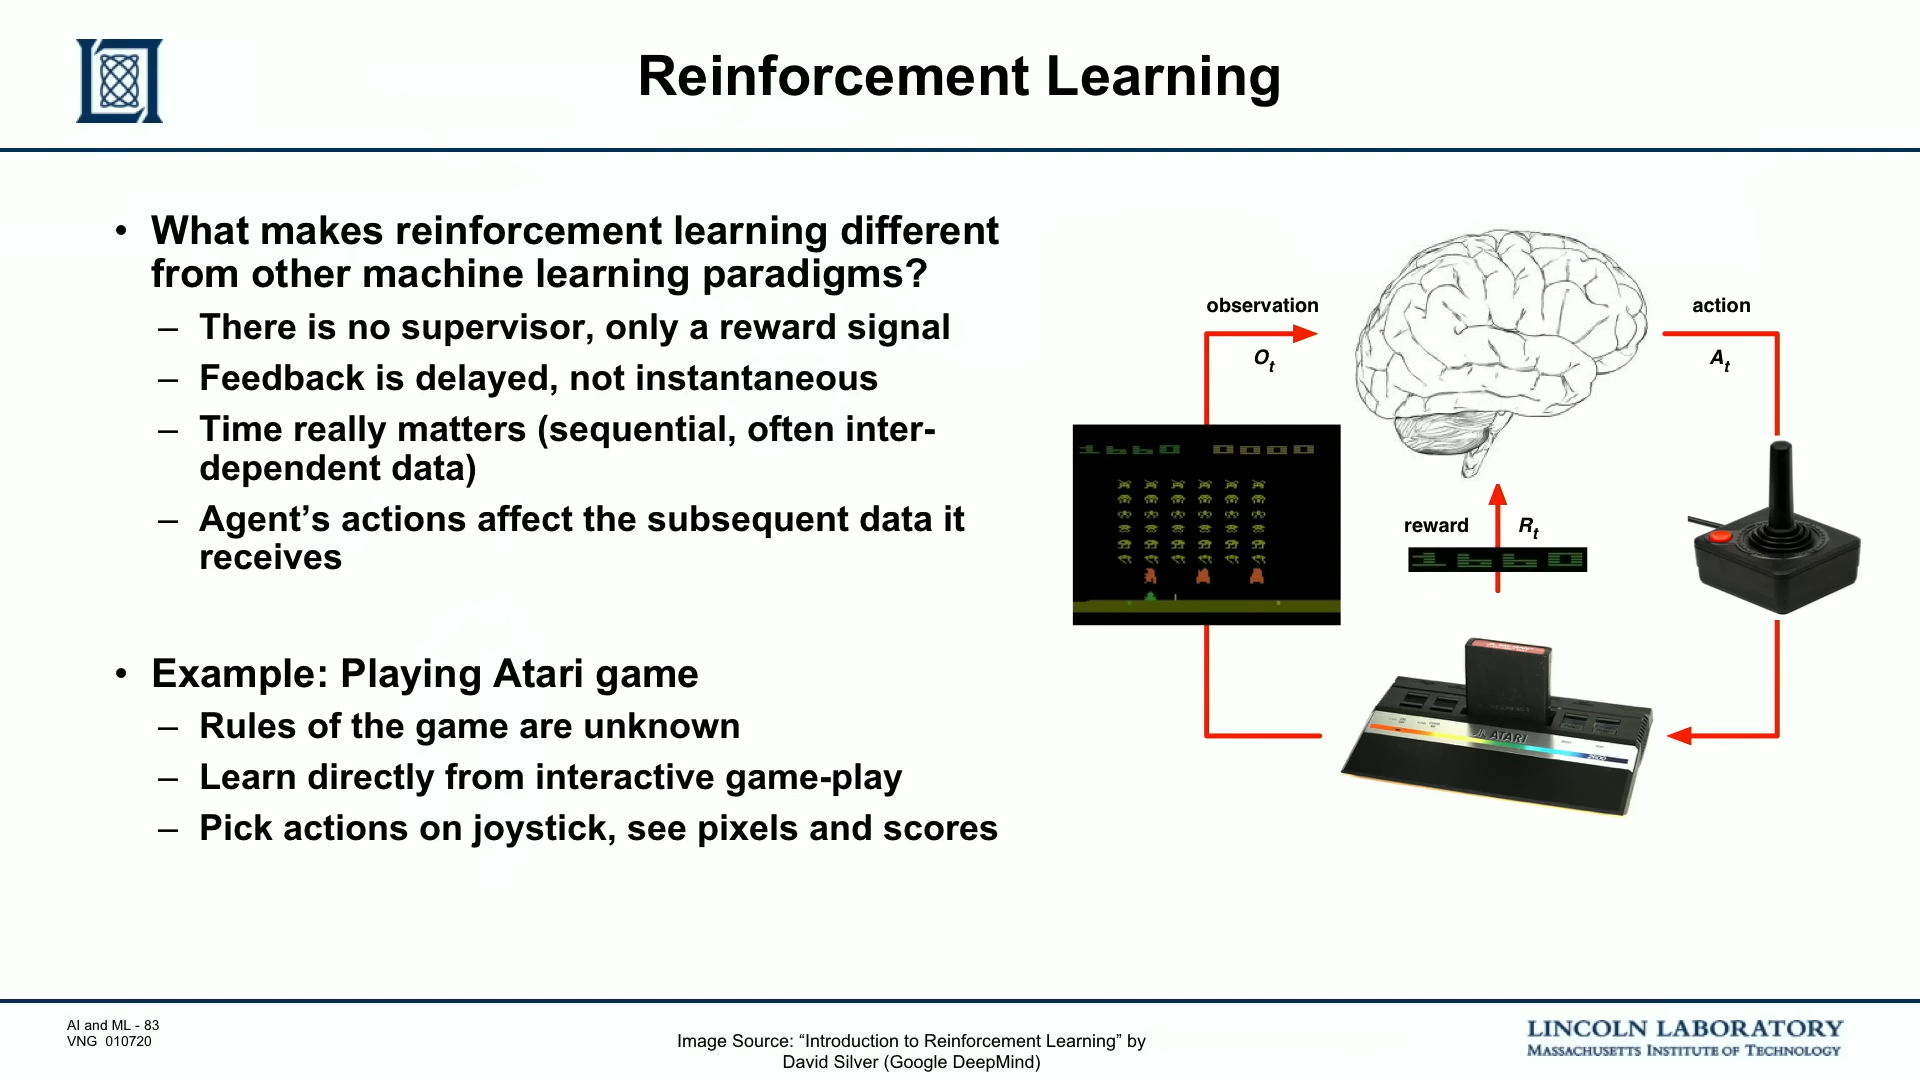 Reinforcement Learning
• What makes reinforcement learning different
from other machine learning paradigms?
– There is no supervisor, only a reward signal
– Feedback is delayed, not instantaneous
– Time really matters (sequential, often inter-
dependent data)
– Agent’s actions affect the subsequent data it
receives
• Example: Playing Atari game
– Rules of the game are unknown
– Learn directly from interactive game-play
– Pick actions on joystick, see pixels and scores
observation
Ot
action
At
1660 0000
reward Rt
1660
ATARI
2600
AI and ML - 83
VNG 010720
Image Source: “Introduction to Reinforcement Learning” by
David Silver (Google DeepMind)
LINCOLN LABORATORY
MASSACHUSETTS INSTITUTE OF TECHNOLOGY